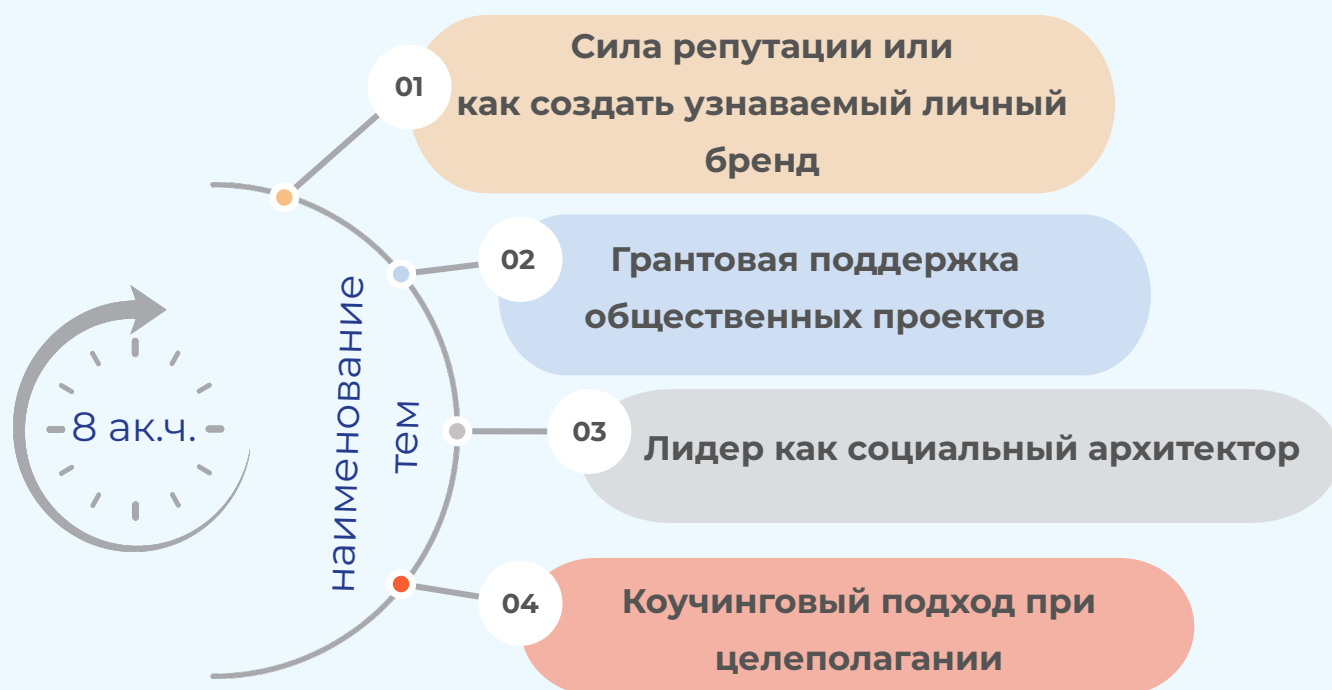 8 ак.ч.
наименование
тем
01
Сила репутации или
как создать узнаваемый личный
бренд
02
Грантовая поддержка
общественных проектов
03
Лидер как социальный архитектор
04
Коучинговый подход при
целеполагании